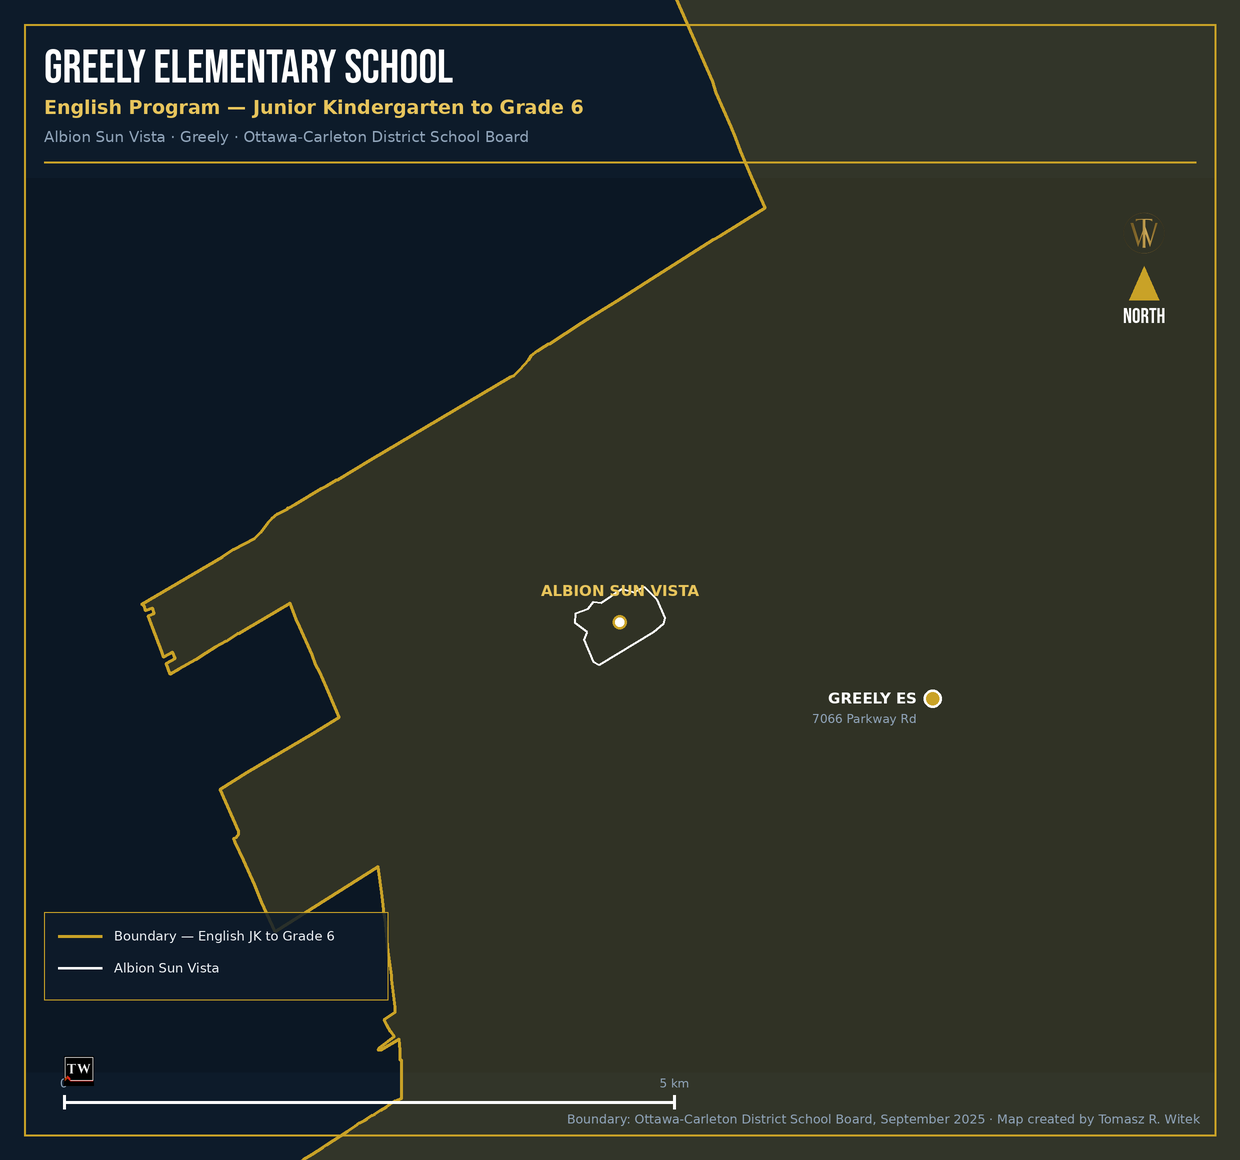 GREELY ELEMENTARY SCHOOL
English Program — Junior Kindergarten to Grade 6
Albion Sun Vista · Greely · Ottawa-Carleton District School Board
TW
NORTH
ALBION SUN VISTA
GREELY ES
7066 Parkway Rd
Boundary — English JK to Grade 6
Albion Sun Vista
TW
0 5 km
Boundary: Ottawa-Carleton District School Board, September 2025 · Map created by Tomasz R. Witek